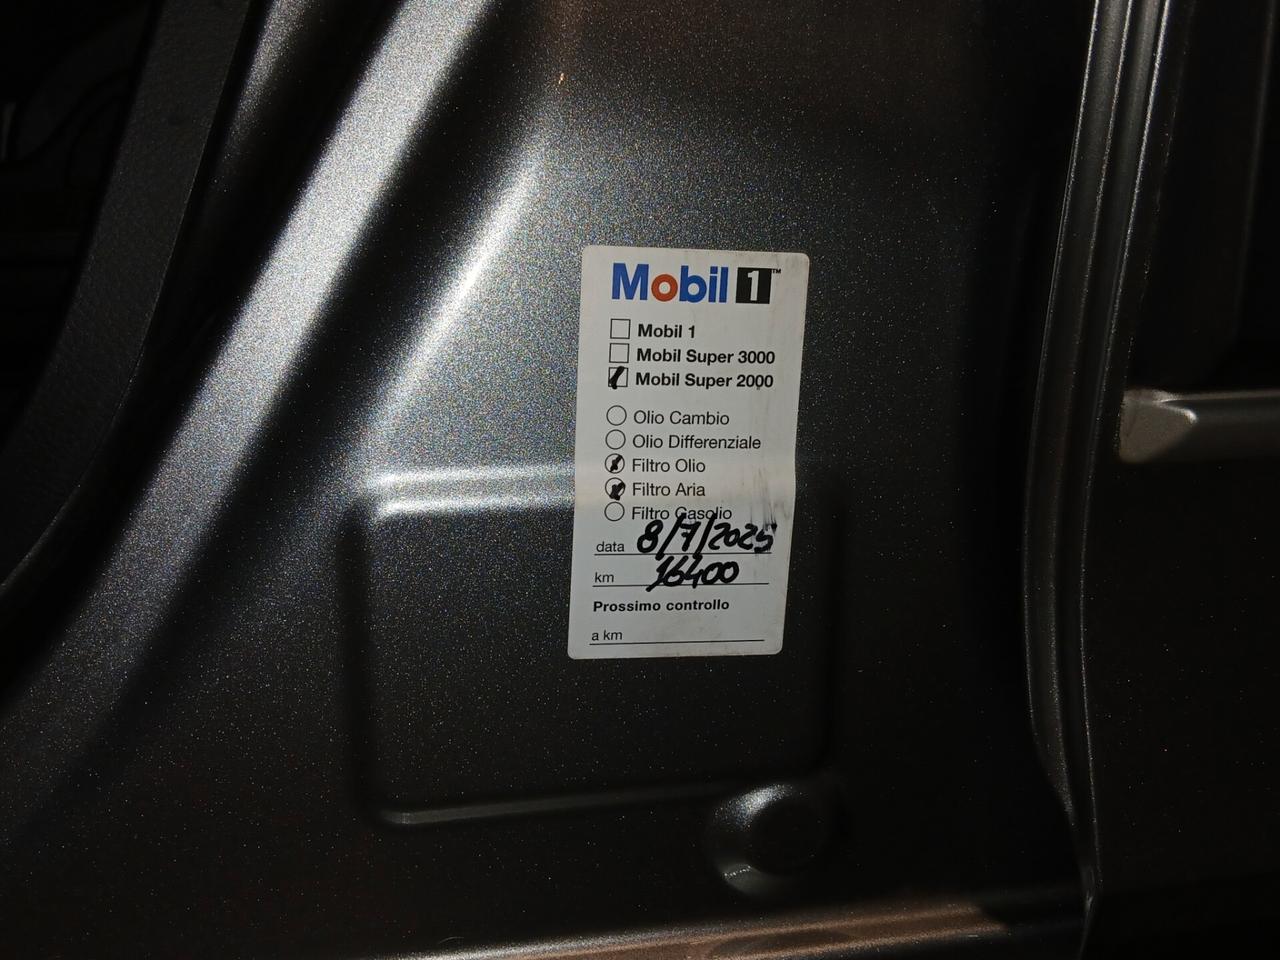 Mobil 1™
Mobil 1
Mobil Super 3000
Mobil Super 2000
Olio Cambio
Olio Differenziale
Filtro Olio
Filtro Aria
Filtro Gasolio
data 8/7/2025
km 16400
Prossimo controllo
a km